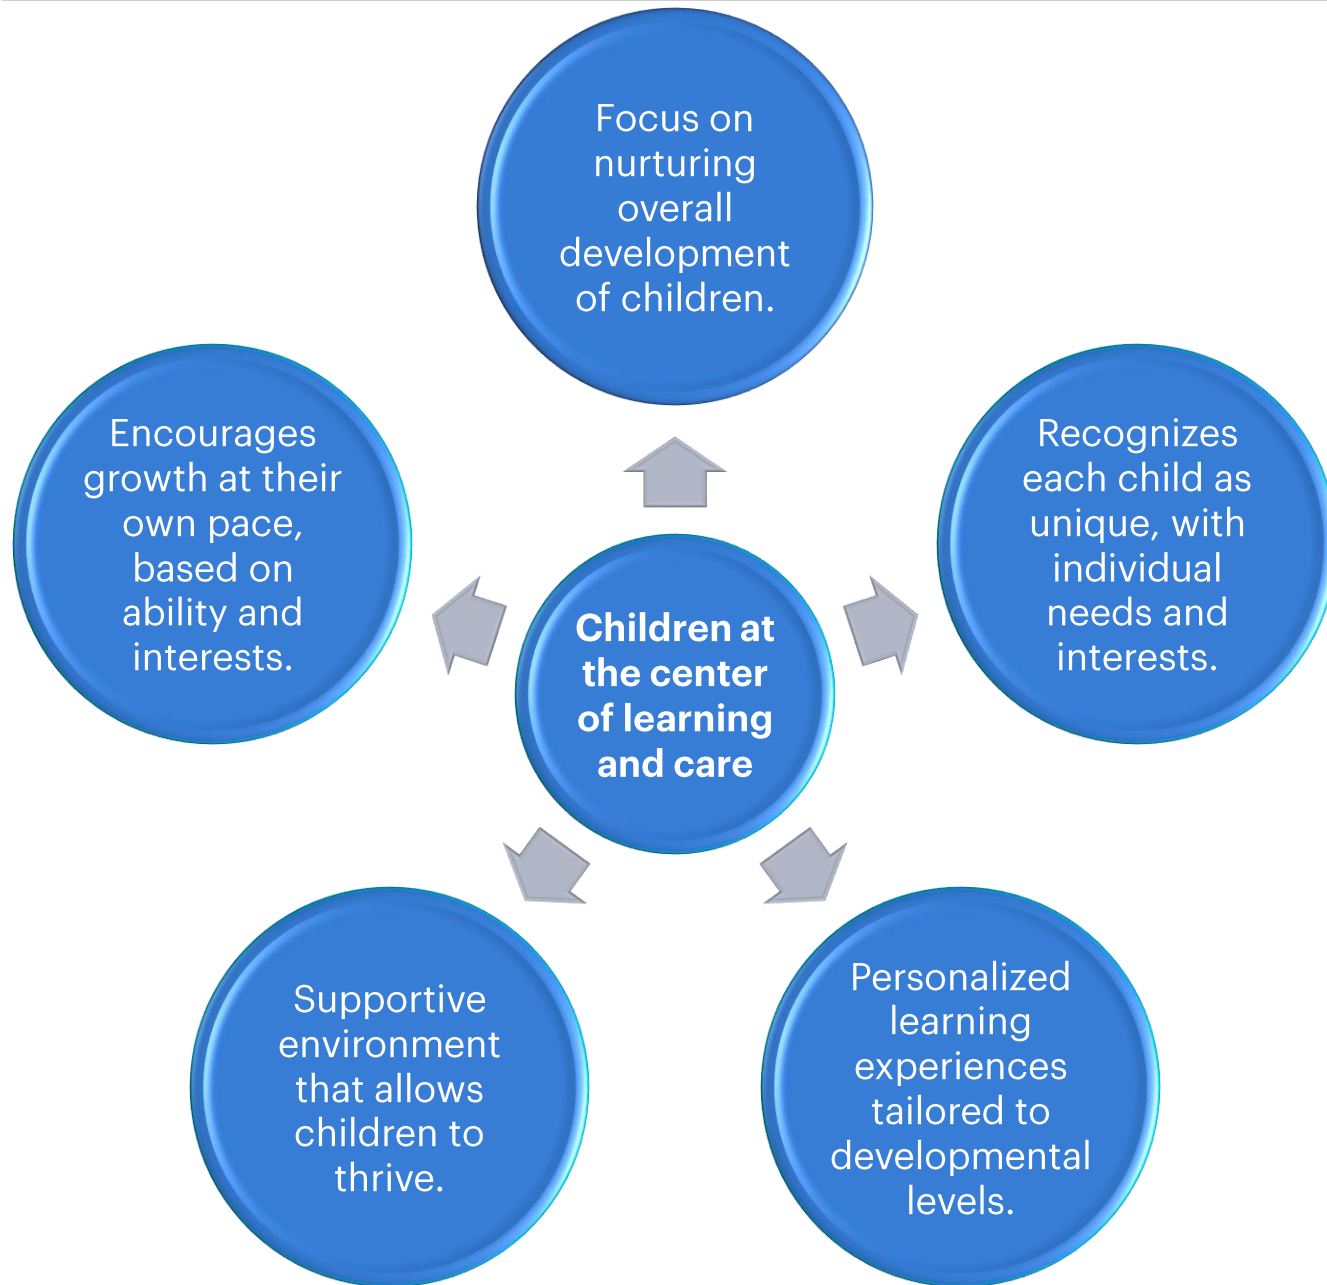 Focus on
nurturing
overall
development
of children.
Encourages
growth at their
own pace,
based on
ability and
interests.
Recognizes
each child as
unique, with
individual
needs and
interests.
Children at
the center
of learning
and care
Supportive
environment
that allows
children to
thrive.
Personalized
learning
experiences
tailored to
developmental
levels.